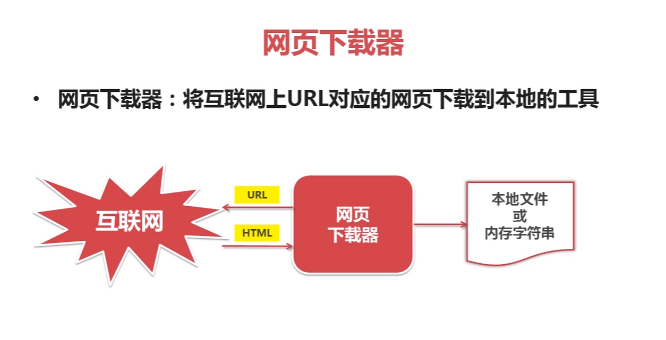 网页下载器
• 网页下载器：将互联网上URL对应的网页下载到本地的工具
互联网
URL
HTML
网页
下载器
本地文件
或
内存字符串